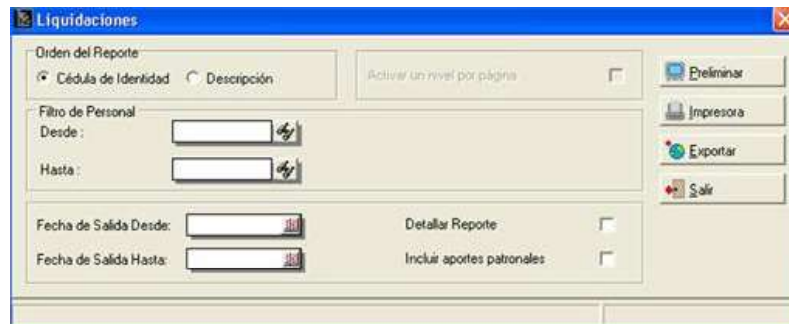 Liquidaciones
Orden del Reporte
Cédula de Identidad Descripción
Activar un nivel por página
Filtro de Personal
Desde :
Hasta :
Fecha de Salida Desde:
Fecha de Salida Hasta:
Detallar Reporte
Incluir aportes patronales
Preliminar
Impresora
Exportar
Salir